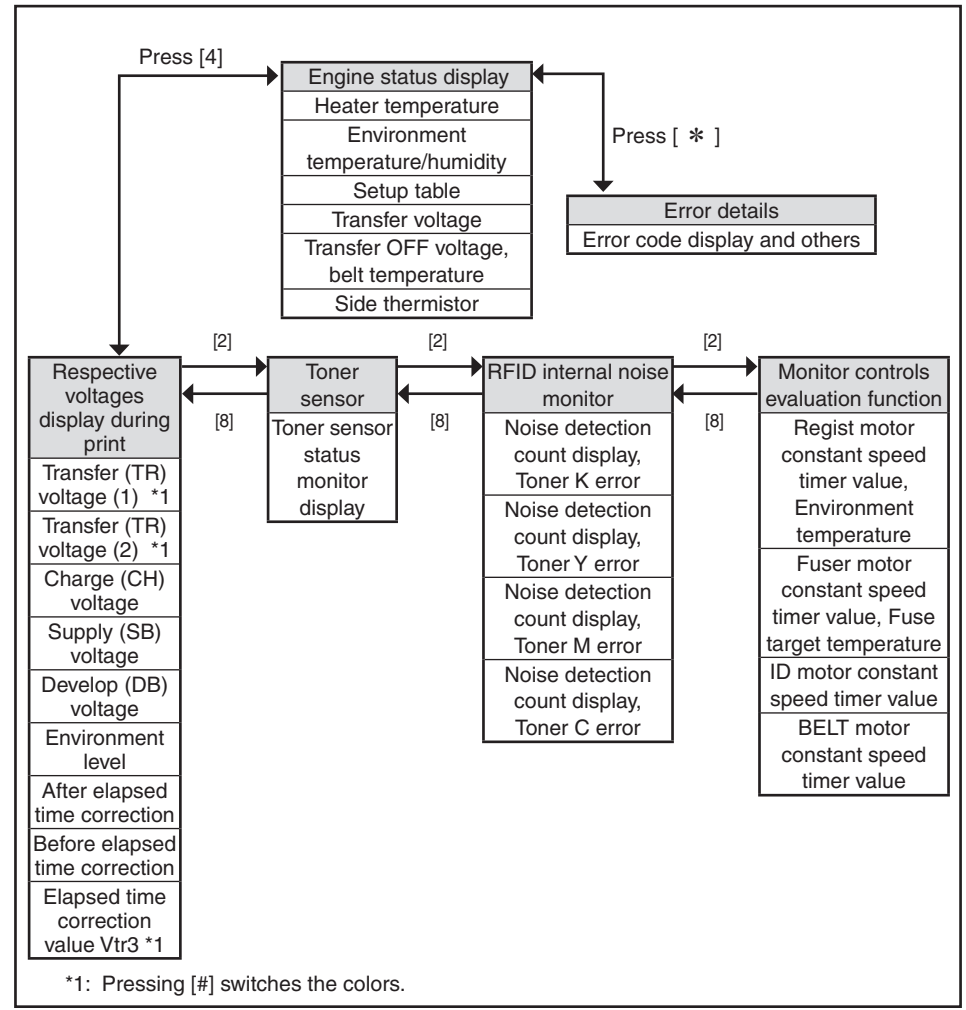 Press [4]
Engine status display
Heater temperature
Environment
temperature/humidity
Setup table
Transfer voltage
Transfer OFF voltage,
belt temperature
Side thermistor
Press [ * ]
Error details
Error code display and others
[2]
[8]
[2]
[8]
[2]
[8]
Respective
voltages
display during
print
Transfer (TR)
voltage (1) *1
Transfer (TR)
voltage (2) *1
Charge (CH)
voltage
Supply (SB)
voltage
Develop (DB)
voltage
Environment
level
After elapsed
time correction
Before elapsed
time correction
Elapsed time
correction
value Vtr3 *1
Toner
sensor
Toner sensor
status
monitor
display
RFID internal noise
monitor
Noise detection
count display,
Toner K error
Noise detection
count display,
Toner Y error
Noise detection
count display,
Toner M error
Noise detection
count display,
Toner C error
Monitor controls
evaluation function
Regist motor
constant speed
timer value,
Environment
temperature
Fuser motor
constant speed
timer value, Fuse
target temperature
ID motor constant
speed timer value
BELT motor
constant speed
timer value
*1: Pressing [#] switches the colors.